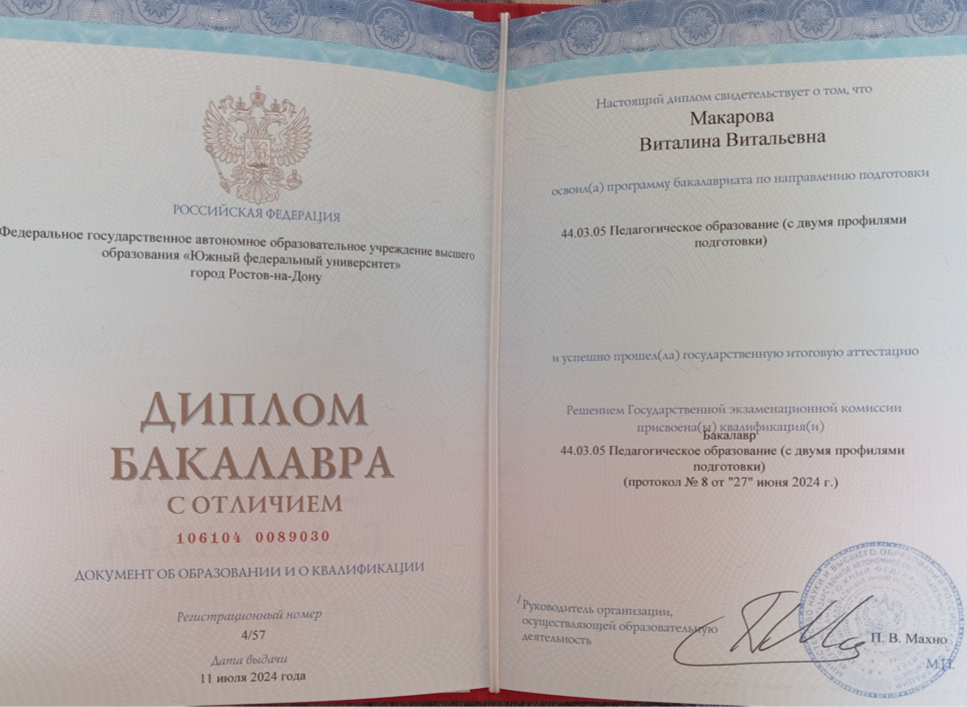 РОССИЙСКАЯ ФЕДЕРАЦИЯ
Федеральное государственное автономное образовательное учреждение высшего
образования «Южный федеральный университет»
город Ростов-на-Дону
ДИПЛОМ
БАКАЛАВРА
С ОТЛИЧИЕМ
106104 0089030
ДОКУМЕНТ ОБ ОБРАЗОВАНИИ И О КВАЛИФИКАЦИИ
Регистрационный номер
4/57
Дата выдачи
11 июля 2024 года
Настоящий диплом свидетельствует о том, что
Макарова
Виталина Витальевна
освоил(а) программу бакалавриата по направлению подготовки
44.03.05 Педагогическое образование (с двумя профилями
подготовки)
и успешно прошел(ла) государственную итоговую аттестацию
Решением Государственной экзаменационной комиссии
присвоена(ы) квалификация(и)
Бакалавр
44.03.05 Педагогическое образование (с двумя профилями
подготовки)
(протокол № 8 от "27" июня 2024 г.)
Руководитель организации,
осуществляющей образовательную
деятельность
П. В. Махно
М.П.